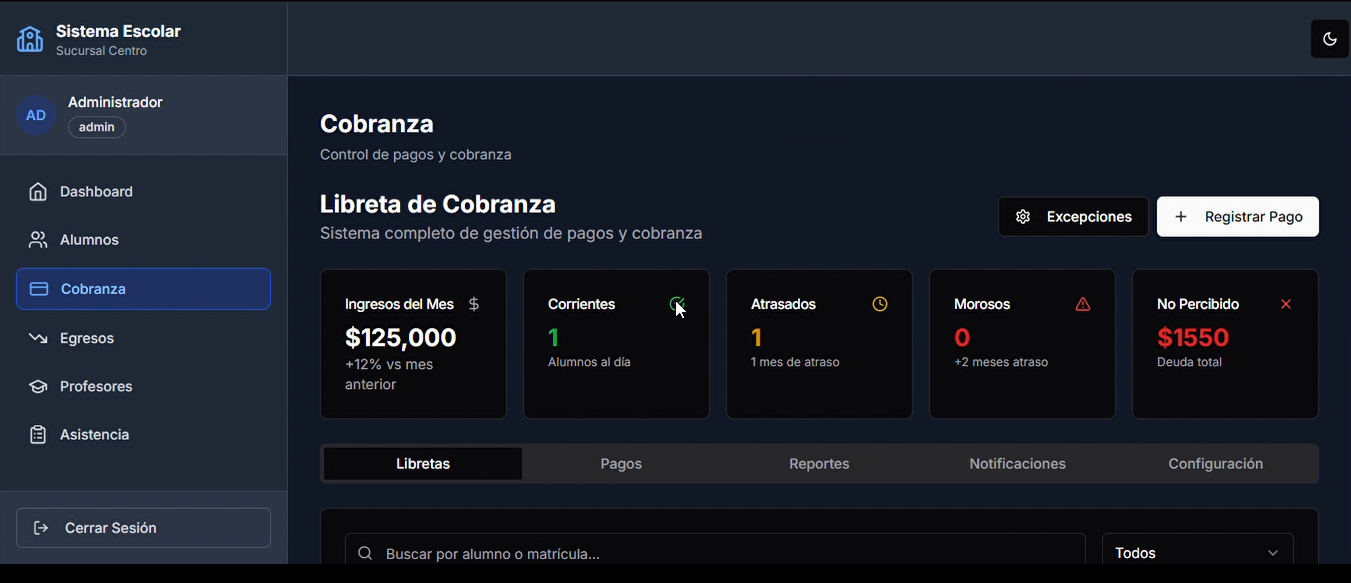 Sistema Escolar
Sucursal Centro
AD
Administrador
admin
Dashboard
Alumnos
Cobranza
Egresos
Profesores
Asistencia
Cerrar Sesión
Cobranza
Control de pagos y cobranza
Libreta de Cobranza
Sistema completo de gestión de pagos y cobranza
Excepciones
+ Registrar Pago
Ingresos del Mes $
$125,000
+12% vs mes
anterior
Corrientes
1
Alumnos al día
Atrasados
1
1 mes de atraso
Morosos
0
+2 meses atraso
No Percibido
$1550
Deuda total
Libretas
Pagos
Reportes
Notificaciones
Configuración
Buscar por alumno o matrícula...
Todos